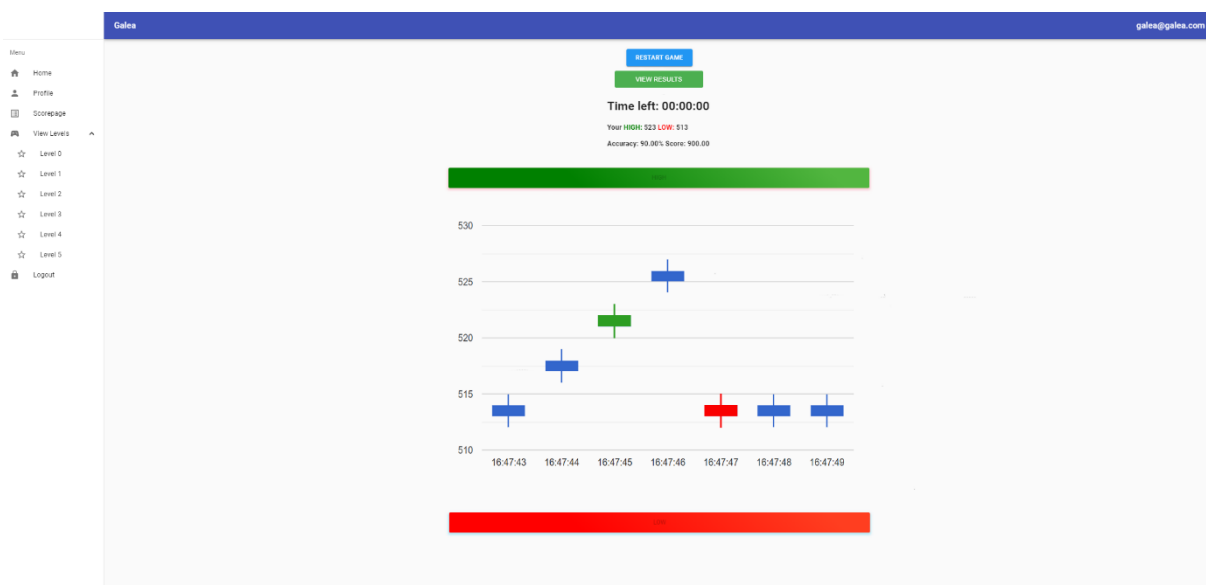 Galea galea@galea.com
Menu
Home
Profile
Scorepage
View Levels
Level 0
Level 1
Level 2
Level 3
Level 4
Level 5
Logout
RESTART GAME
VIEW RESULTS
Time left: 00:00:00
Your HIGH: 523 LOW: 513
Accuracy: 90.00% Score: 900.00
HIGH
530
525
520
515
510
16:47:43 16:47:44 16:47:45 16:47:46 16:47:47 16:47:48 16:47:49
LOW